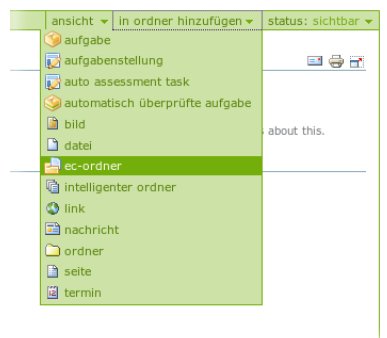 ansicht in ordner hinzufügen status: sichtbar
aufgabe
aufgabenstellung
auto assessment task
automatisch überprüfte aufgabe
bild
about this.
datei
ec-ordner
intelligenter ordner
link
nachricht
ordner
seite
termin